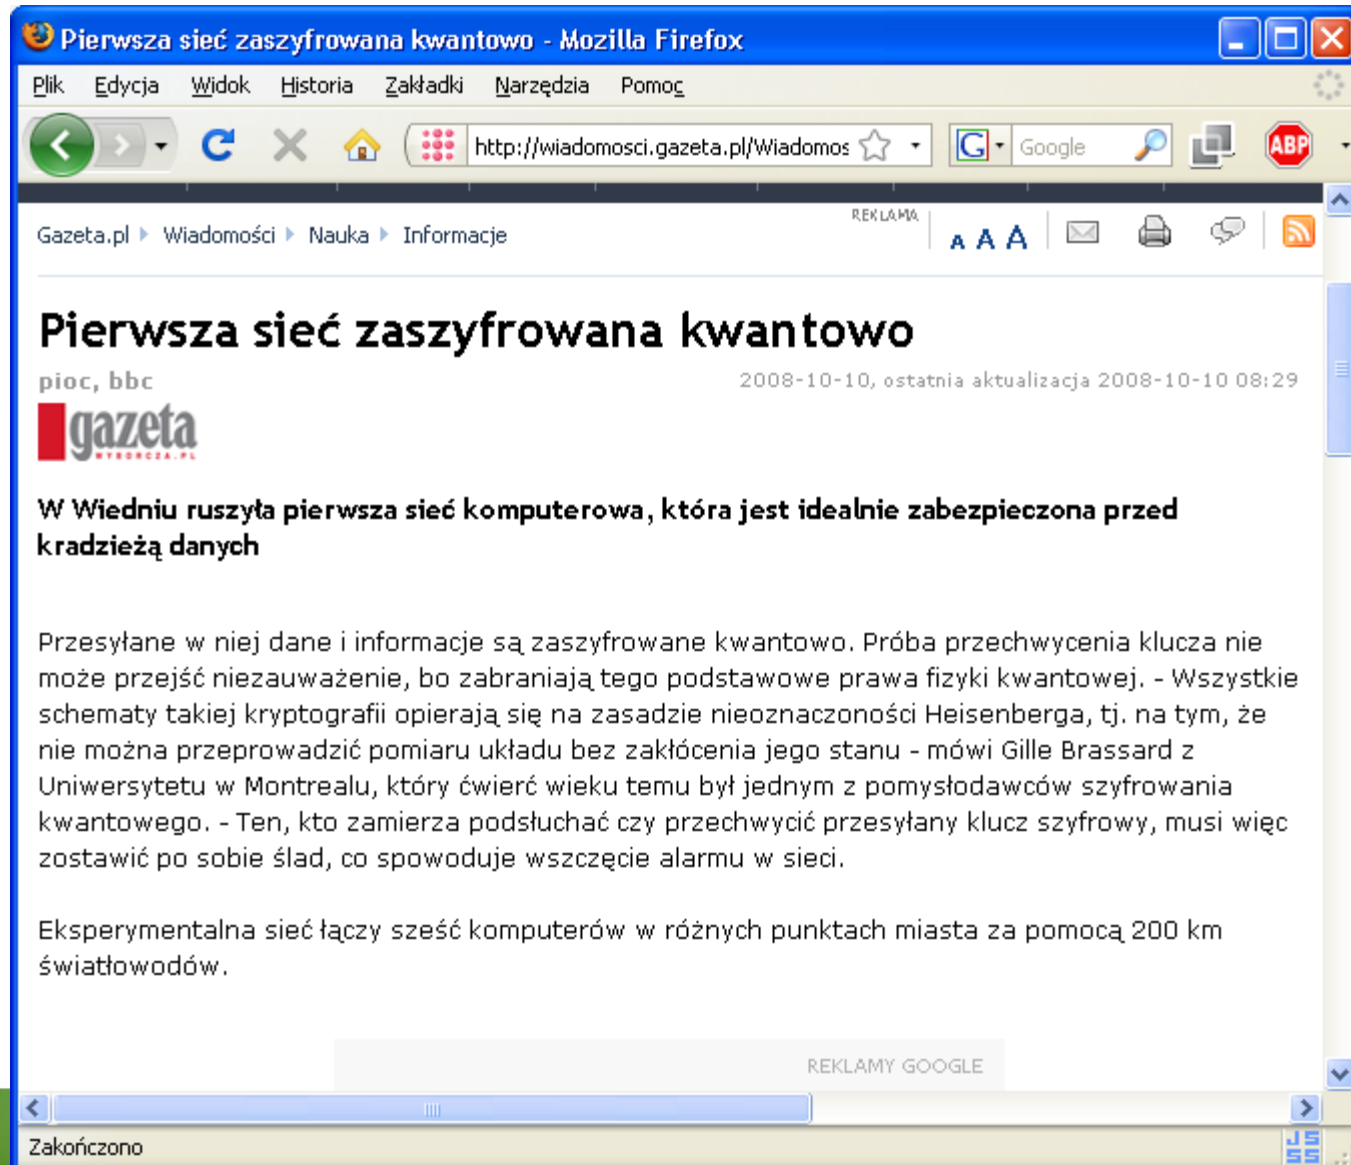 Pierwsza sieć zaszyfrowana kwantowo - Mozilla Firefox
Plik Edycja Widok Historia Zakładki Narzędzia Pomoc
http://wiadomosci.gazeta.pl/Wiadomos G Google ABP
REKLAMA
Gazeta.pl Wiadomości Nauka Informacje A A A
Pierwsza sieć zaszyfrowana kwantowo
pioc, bbc 2008-10-10, ostatnia aktualizacja 2008-10-10 08:29
gazeta
WYBORCZA.PL
W Wiedniu ruszyła pierwsza sieć komputerowa, która jest idealnie zabezpieczona przed
kradzieżą danych
Przesyłane w niej dane i informacje są zaszyfrowane kwantowo. Próba przechwycenia klucza nie
może przejść niezauważenie, bo zabraniają tego podstawowe prawa fizyki kwantowej. - Wszystkie
schematy takiej kryptografii opierają się na zasadzie nieoznaczoności Heisenberga, tj. na tym, że
nie można przeprowadzić pomiaru układu bez zakłócenia jego stanu - mówi Gille Brassard z
Uniwersytetu w Montrealu, który ćwierć wieku temu był jednym z pomysłodawców szyfrowania
kwantowego. - Ten, kto zamierza podsłuchać czy przechwycić przesyłany klucz szyfrowy, musi więc
zostawić po sobie ślad, co spowoduje wszczęcie alarmu w sieci.
Eksperymentalna sieć łączy sześć komputerów w różnych punktach miasta za pomocą 200 km
światłowodów.
REKLAMY GOOGLE
Zakończono
JS
SS